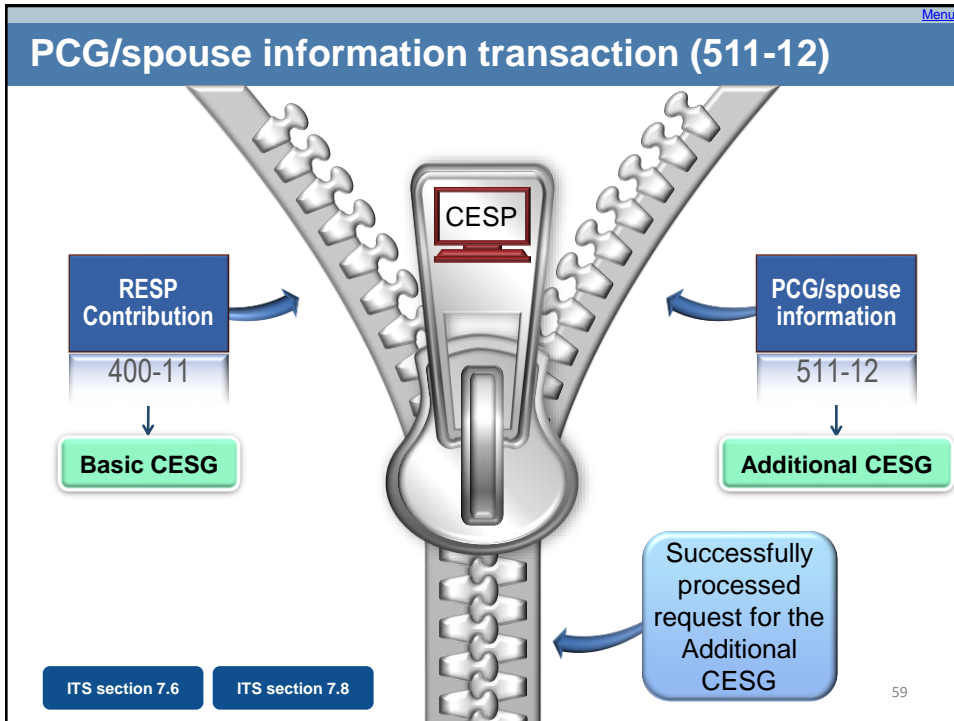 Menu
PCG/spouse information transaction (511-12)
CESP
RESP
Contribution
400-11
Basic CESG
PCG/spouse
information
511-12
Additional CESG
Successfully
processed
request for the
Additional
CESG
ITS section 7.6
ITS section 7.8
59